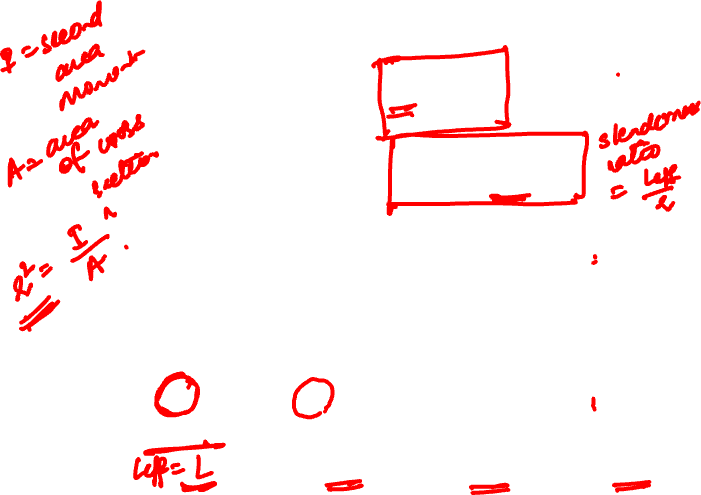 I = second
area
Moment
A = area
of cross
section
r² = I/A
slenderness
ratio
= Leff/r
Leff = L